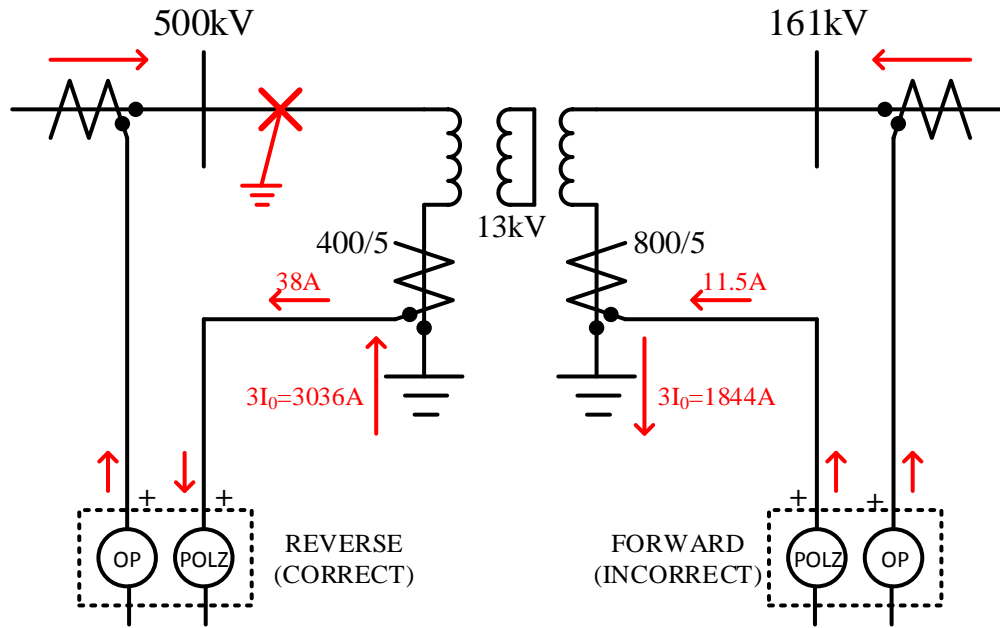 500kV
161kV
13kV
400/5
800/5
38A
11.5A
3I₀=3036A
3I₀=1844A
+
+
+
+
OP
POLZ
REVERSE
(CORRECT)
FORWARD
(INCORRECT)
POLZ
OP